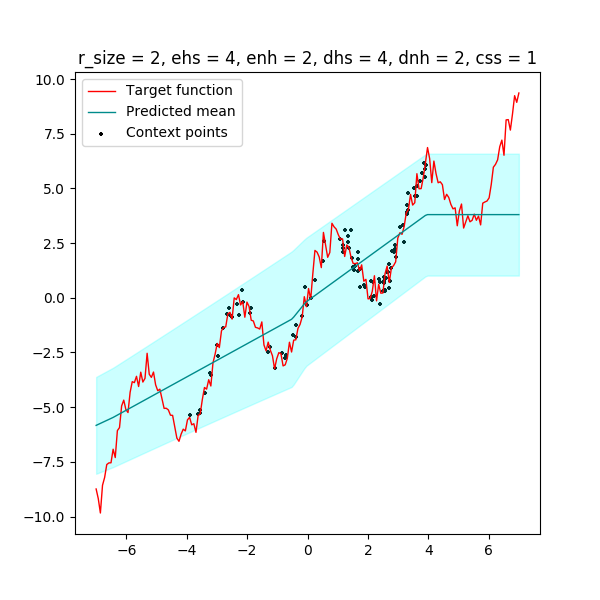 r_size = 2, ehs = 4, enh = 2, dhs = 4, dnh = 2, css = 1
Target function
Predicted mean
Context points
10.0
7.5
5.0
2.5
0.0
−2.5
−5.0
−7.5
−10.0
−6 −4 −2 0 2 4 6